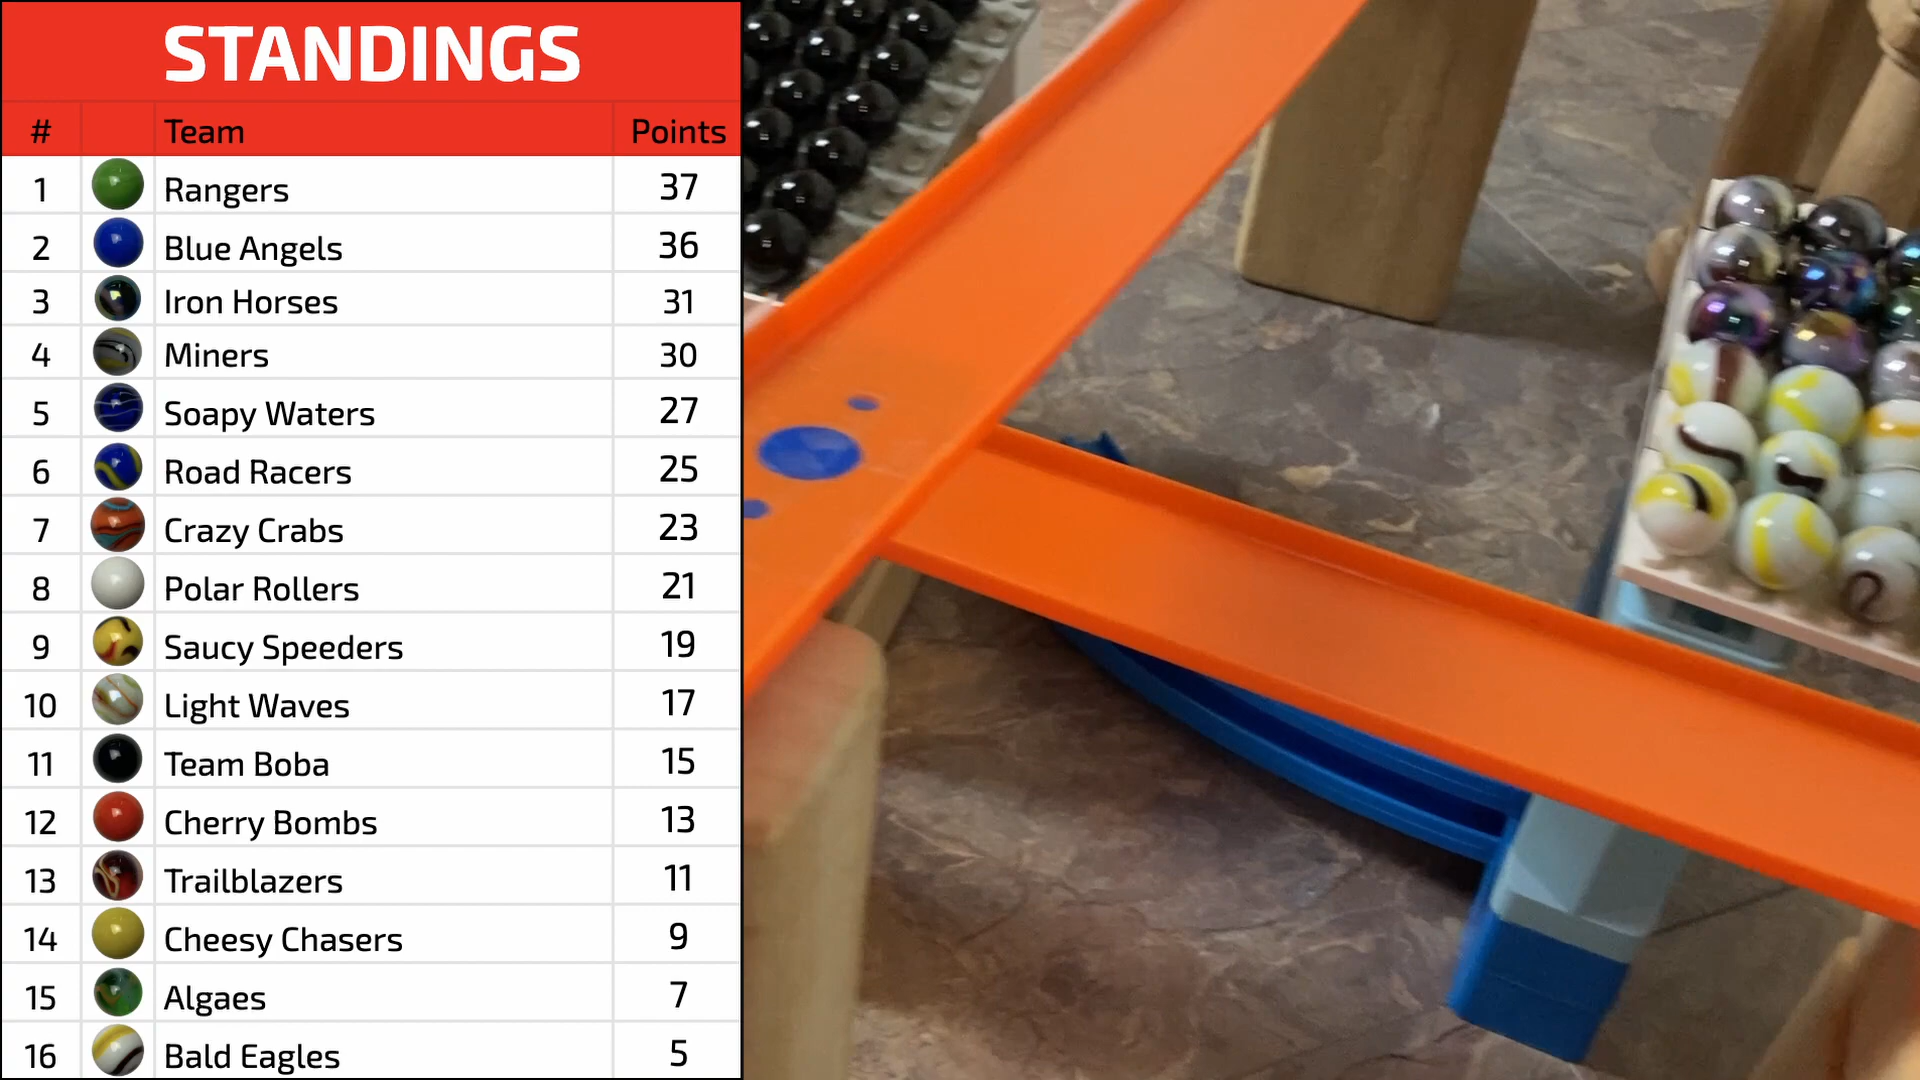 STANDINGS
# Team Points
1 Rangers 37
2 Blue Angels 36
3 Iron Horses 31
4 Miners 30
5 Soapy Waters 27
6 Road Racers 25
7 Crazy Crabs 23
8 Polar Rollers 21
9 Saucy Speeders 19
10 Light Waves 17
11 Team Boba 15
12 Cherry Bombs 13
13 Trailblazers 11
14 Cheesy Chasers 9
15 Algaes 7
16 Bald Eagles 5